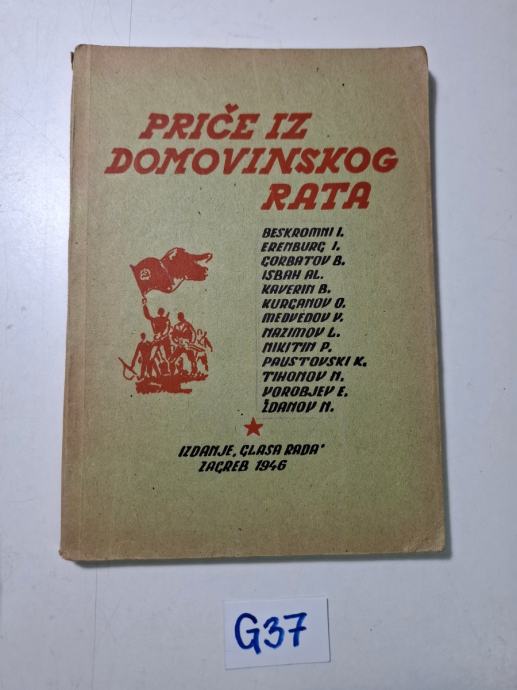 PRIČE IZ
DOMOVINSKOG
RATA
BESKROMNI I.
ERENBURG I.
GORBATOV B.
ISBAH AL.
KAVERIN B.
KURGANOV O.
MEDVEDOV V.
NAZIMOV L.
NIKITIN P.
PAUSTOVSKI K.
TIHONOV N.
VOROBJEV E.
ŽDANOV N.
IZDANJE „GLASA RADA"
ZAGREB 1946
G37